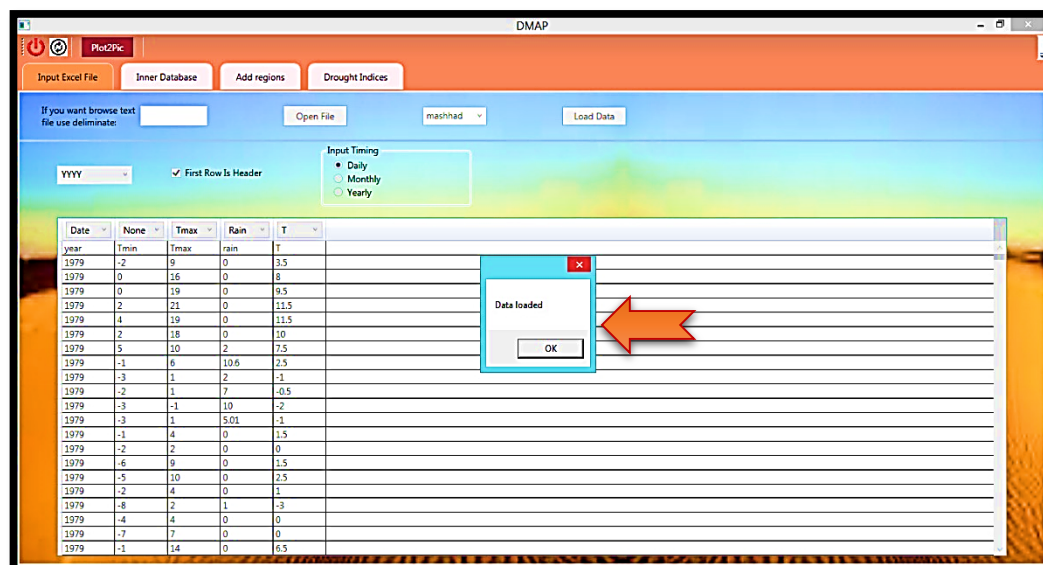 DMAP
Plot2Pic
Input Excel File Inner Database Add regions Drought Indices
If you want browse text
file use deliminate:
Open File mashhad Load Data
Input Timing
Daily
YYYY First Row Is Header
Monthly
Yearly
Date None Tmax Rain T
year Tmin Tmax rain T
1979 -2 9 0 3.5
1979 0 16 0 8
1979 0 19 0 9.5
1979 2 21 0 11.5
1979 4 19 0 11.5
1979 2 18 0 10
1979 5 10 2 7.5
1979 -1 6 10.6 2.5
1979 -3 1 2 -1
1979 -2 1 7 -0.5
1979 -3 -1 10 -2
1979 -3 1 5.01 -1
1979 -1 4 0 1.5
1979 -2 2 0 0
1979 -6 9 0 1.5
1979 -5 10 0 2.5
1979 -2 4 0 1
1979 -8 2 1 -3
1979 -4 4 0 0
1979 -7 7 0 0
1979 -1 14 0 6.5
Data loaded
OK